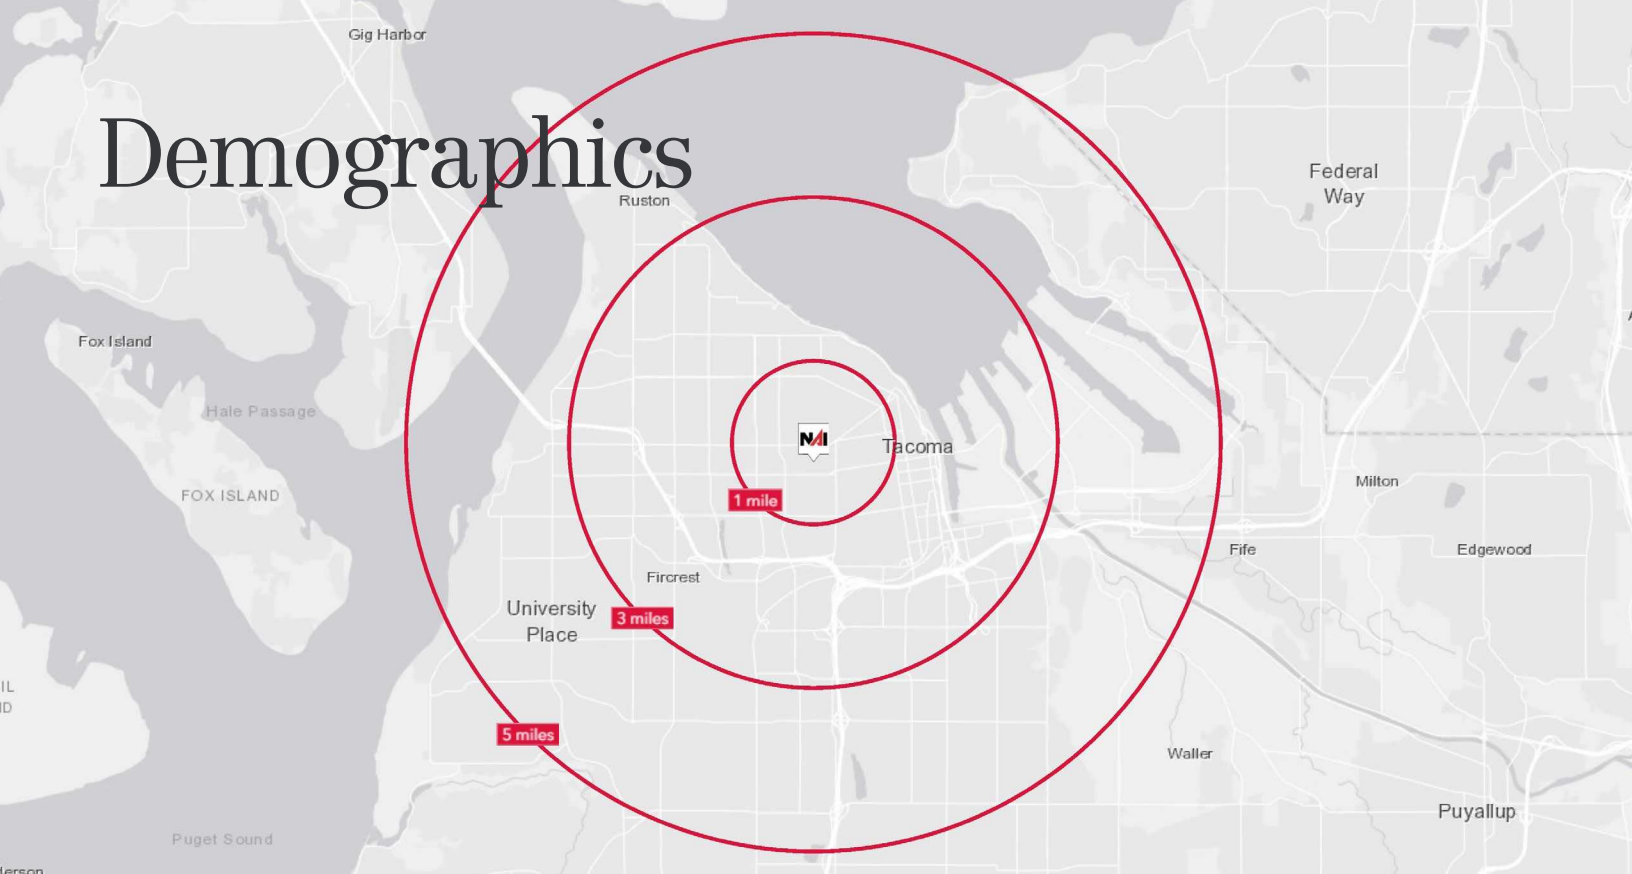 Gig Harbor
Demographics
Federal
Way
Ruston
Fox Island
Hale Passage
NAI
Tacoma
FOX ISLAND
1 mile
Milton
Fife
Edgewood
Fircrest
University
Place
3 miles
5 miles
Waller
Puyallup
Puget Sound